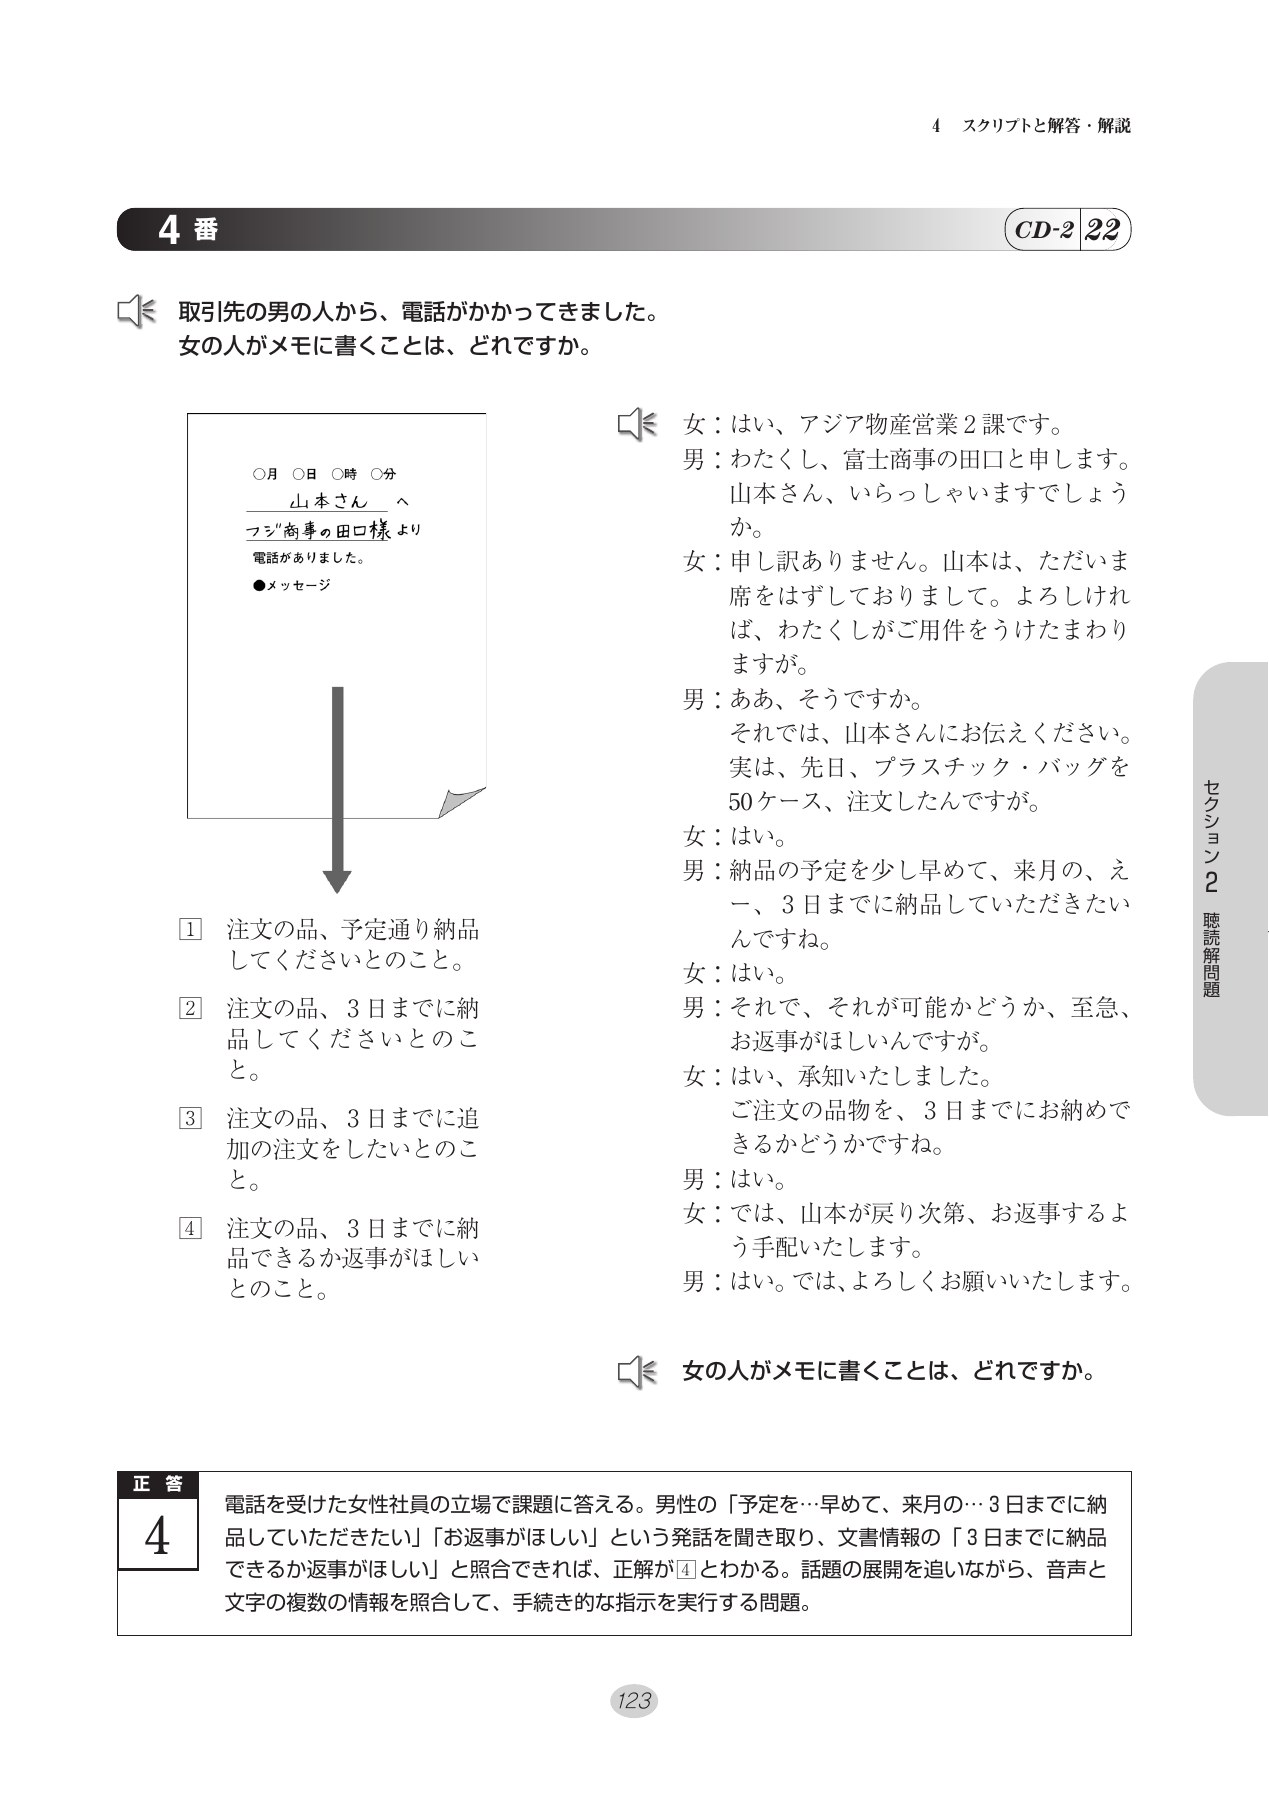 4　スクリプトと解答・解説
4 番
CD-2 22
取引先の男の人から、電話がかかってきました。
女の人がメモに書くことは、どれですか。
○月　○日　○時　○分
山本さん　へ
フジ商事の田口様 より
電話がありました。
●メッセージ
1　注文の品、予定通り納品
してくださいとのこと。
2　注文の品、３日までに納
品してくださいとのこ
と。
3　注文の品、３日までに追
加の注文をしたいとのこ
と。
4　注文の品、３日までに納
品できるか返事がほしい
とのこと。
女：はい、アジア物産営業２課です。
男：わたくし、富士商事の田口と申します。
山本さん、いらっしゃいますでしょう
か。
女：申し訳ありません。山本は、ただいま
席をはずしておりまして。よろしけれ
ば、わたくしがご用件をうけたまわり
ますが。
男：ああ、そうですか。
それでは、山本さんにお伝えください。
実は、先日、プラスチック・バッグを
50ケース、注文したんですが。
女：はい。
男：納品の予定を少し早めて、来月の、え
ー、３日までに納品していただきたい
んですね。
女：はい。
男：それで、それが可能かどうか、至急、
お返事がほしいんですが。
女：はい、承知いたしました。
ご注文の品物を、３日までにお納めで
きるかどうかですね。
男：はい。
女：では、山本が戻り次第、お返事するよ
う手配いたします。
男：はい。では、よろしくお願いいたします。
女の人がメモに書くことは、どれですか。
セクション2　聴読解問題
正 答
4
電話を受けた女性社員の立場で課題に答える。男性の「予定を…早めて、来月の…３日までに納
品していただきたい」「お返事がほしい」という発話を聞き取り、文書情報の「３日までに納品
できるか返事がほしい」と照合できれば、正解が4とわかる。話題の展開を追いながら、音声と
文字の複数の情報を照合して、手続き的な指示を実行する問題。
123